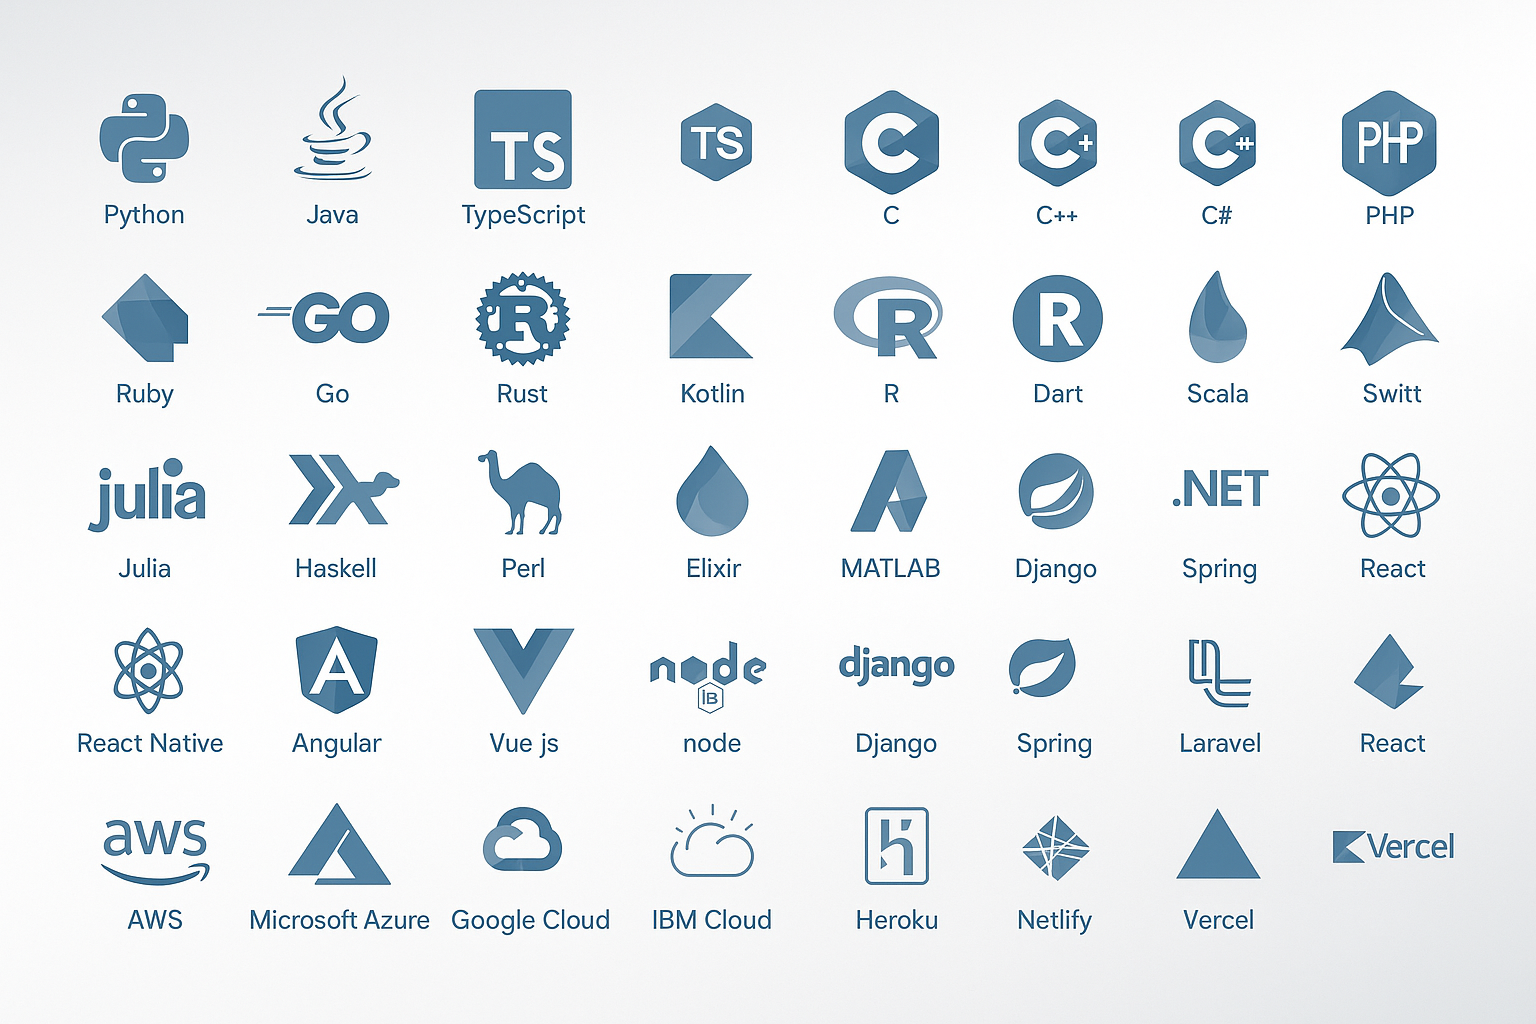 TS
TS
C
C+
C#
PHP
Python
Java
TypeScript
C
C++
C#
PHP
GO
R
R
R
Ruby
Go
Rust
Kotlin
R
Dart
Scala
Switt
julia
.NET
Julia
Haskell
Perl
Elixir
MATLAB
Django
Spring
React
A
node
IB
django
React Native
Angular
Vue js
node
Django
Spring
Laravel
React
aws
h
Vercel
AWS
Microsoft Azure
Google Cloud
IBM Cloud
Heroku
Netlify
Vercel